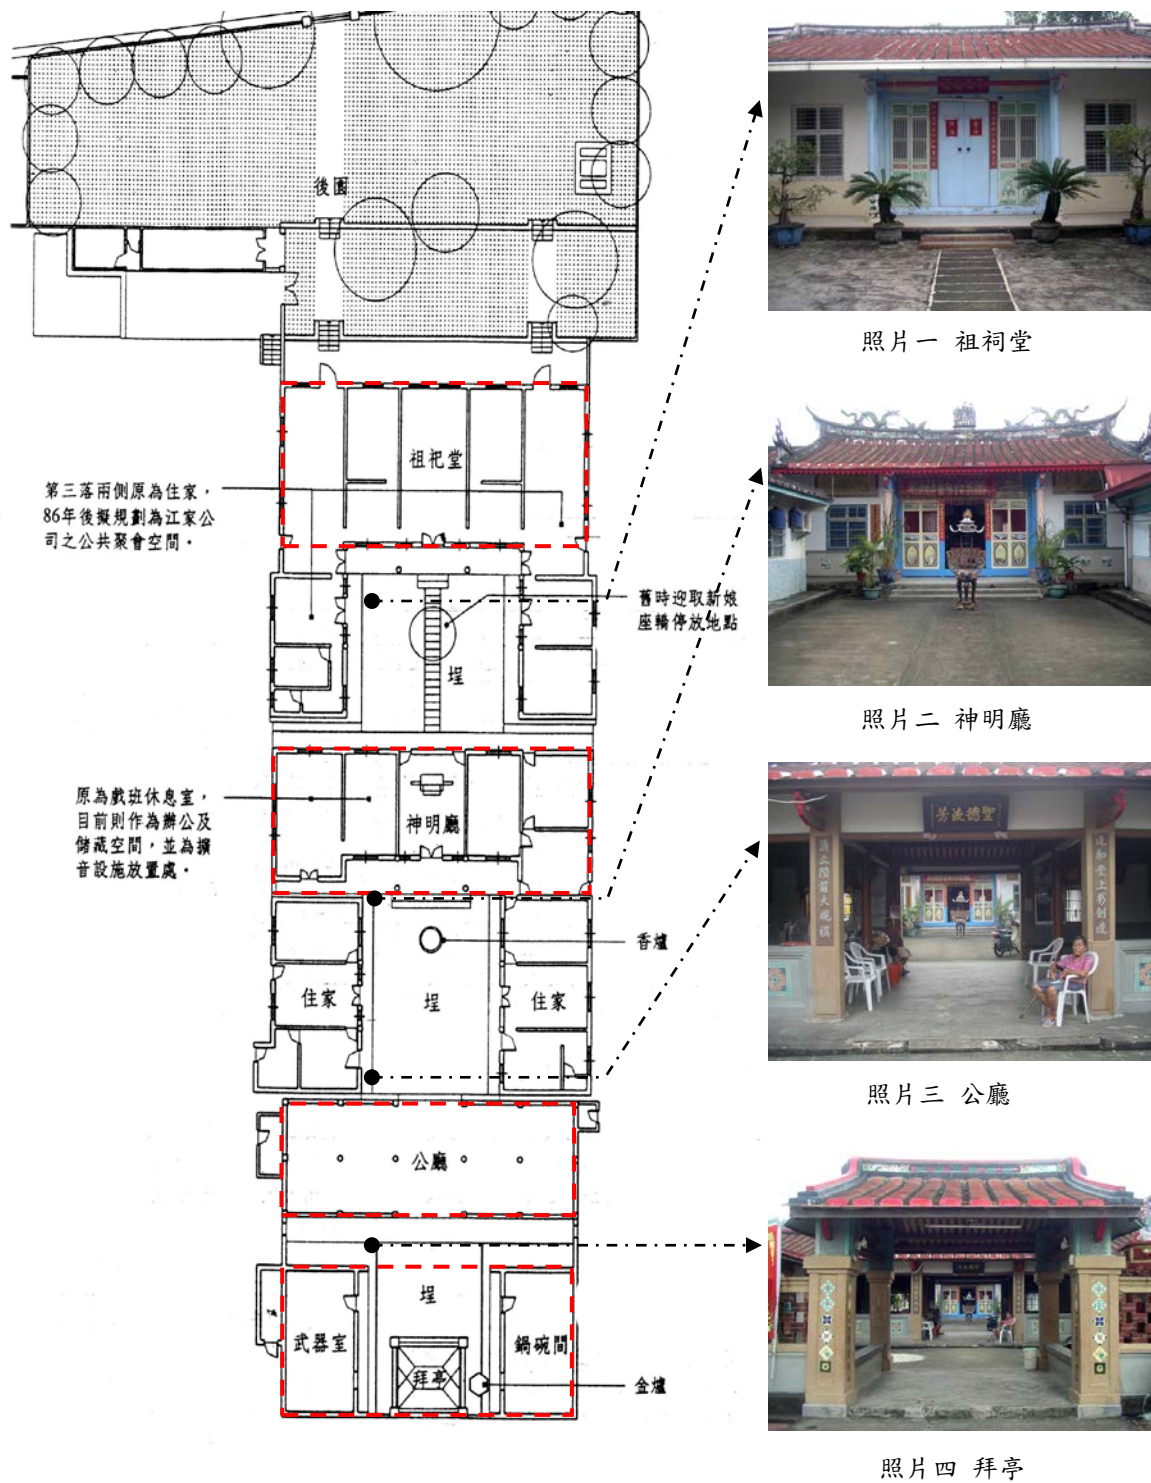 後園
照片一 祖祠堂
祖祀堂
第三落兩側原為住家，
86年後擬規劃為江家公
司之公共聚會空間。
舊時迎取新娘
座轎停放地點
埕
照片二 神明廳
原為戲班休息室，
目前則作為辦公及
儲藏空間，並為擴
音設施放置處。
神明廳
芳流德聖
香爐
住家
埕
住家
照片三 公廳
公廳
埕
武器室
鍋碗間
拜亭
金爐
照片四 拜亭